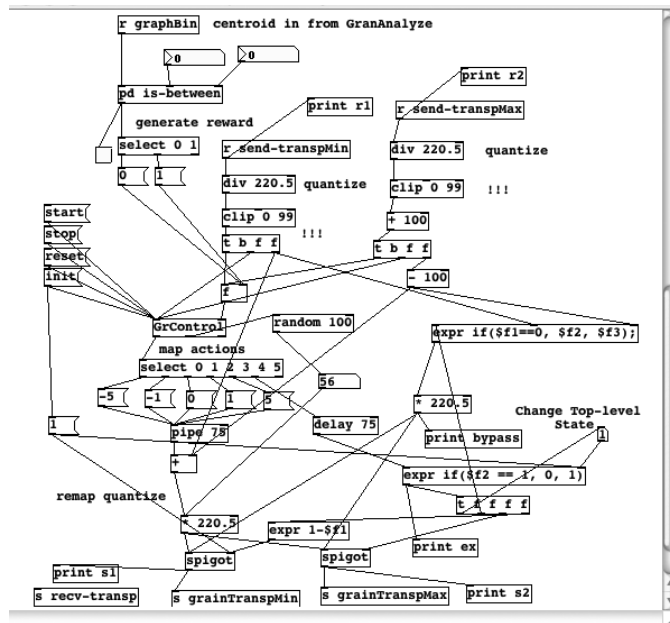 r graphBin
centroid in from GranAnalyze
0
0
pd is-between
print r2
print r1
r send-transpMax
generate reward
select 0 1
r send-transpMin
div 220.5
quantize
0
1
div 220.5
quantize
clip 0 99
!!!
start
clip 0 99
+ 100
stop
t b f f
!!!
t b f f
reset
init
- 100
f
GrControl
random 100
expr if($f1==0, $f2, $f3);
map actions
select 0 1 2 3 4 5
56
-5
-1
0
1
5
* 220.5
Change Top-level
State
1
pipe 75
delay 75
print bypass
1
+
expr if($f2 == 1, 0, 1)
remap quantize
t f f f f
* 220.5
expr 1-$f1
print ex
spigot
spigot
print s1
print s2
s recv-transp
s grainTranspMin
s grainTranspMax